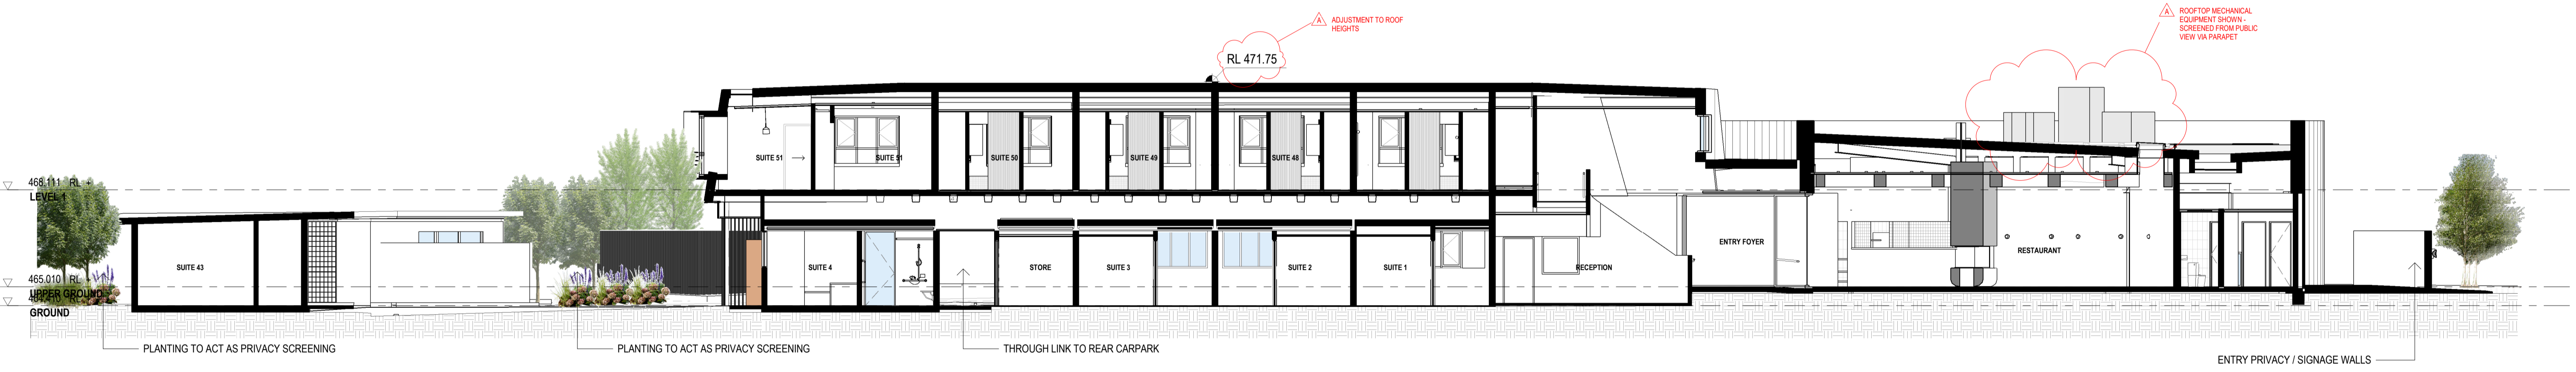 A
ADJUSTMENT TO ROOF
HEIGHTS
A
ROOFTOP MECHANICAL
EQUIPMENT SHOWN -
SCREENED FROM PUBLIC
VIEW VIA PARAPET
RL 471.75
SUITE 51
SUITE 51
SUITE 50
SUITE 49
SUITE 48
468.111 RL
LEVEL 1
ENTRY FOYER
RESTAURANT
SUITE 43
SUITE 4
STORE
SUITE 3
SUITE 2
SUITE 1
RECEPTION
465.010 RL
UPPER GROUND
GROUND
PLANTING TO ACT AS PRIVACY SCREENING
PLANTING TO ACT AS PRIVACY SCREENING
THROUGH LINK TO REAR CARPARK
ENTRY PRIVACY / SIGNAGE WALLS